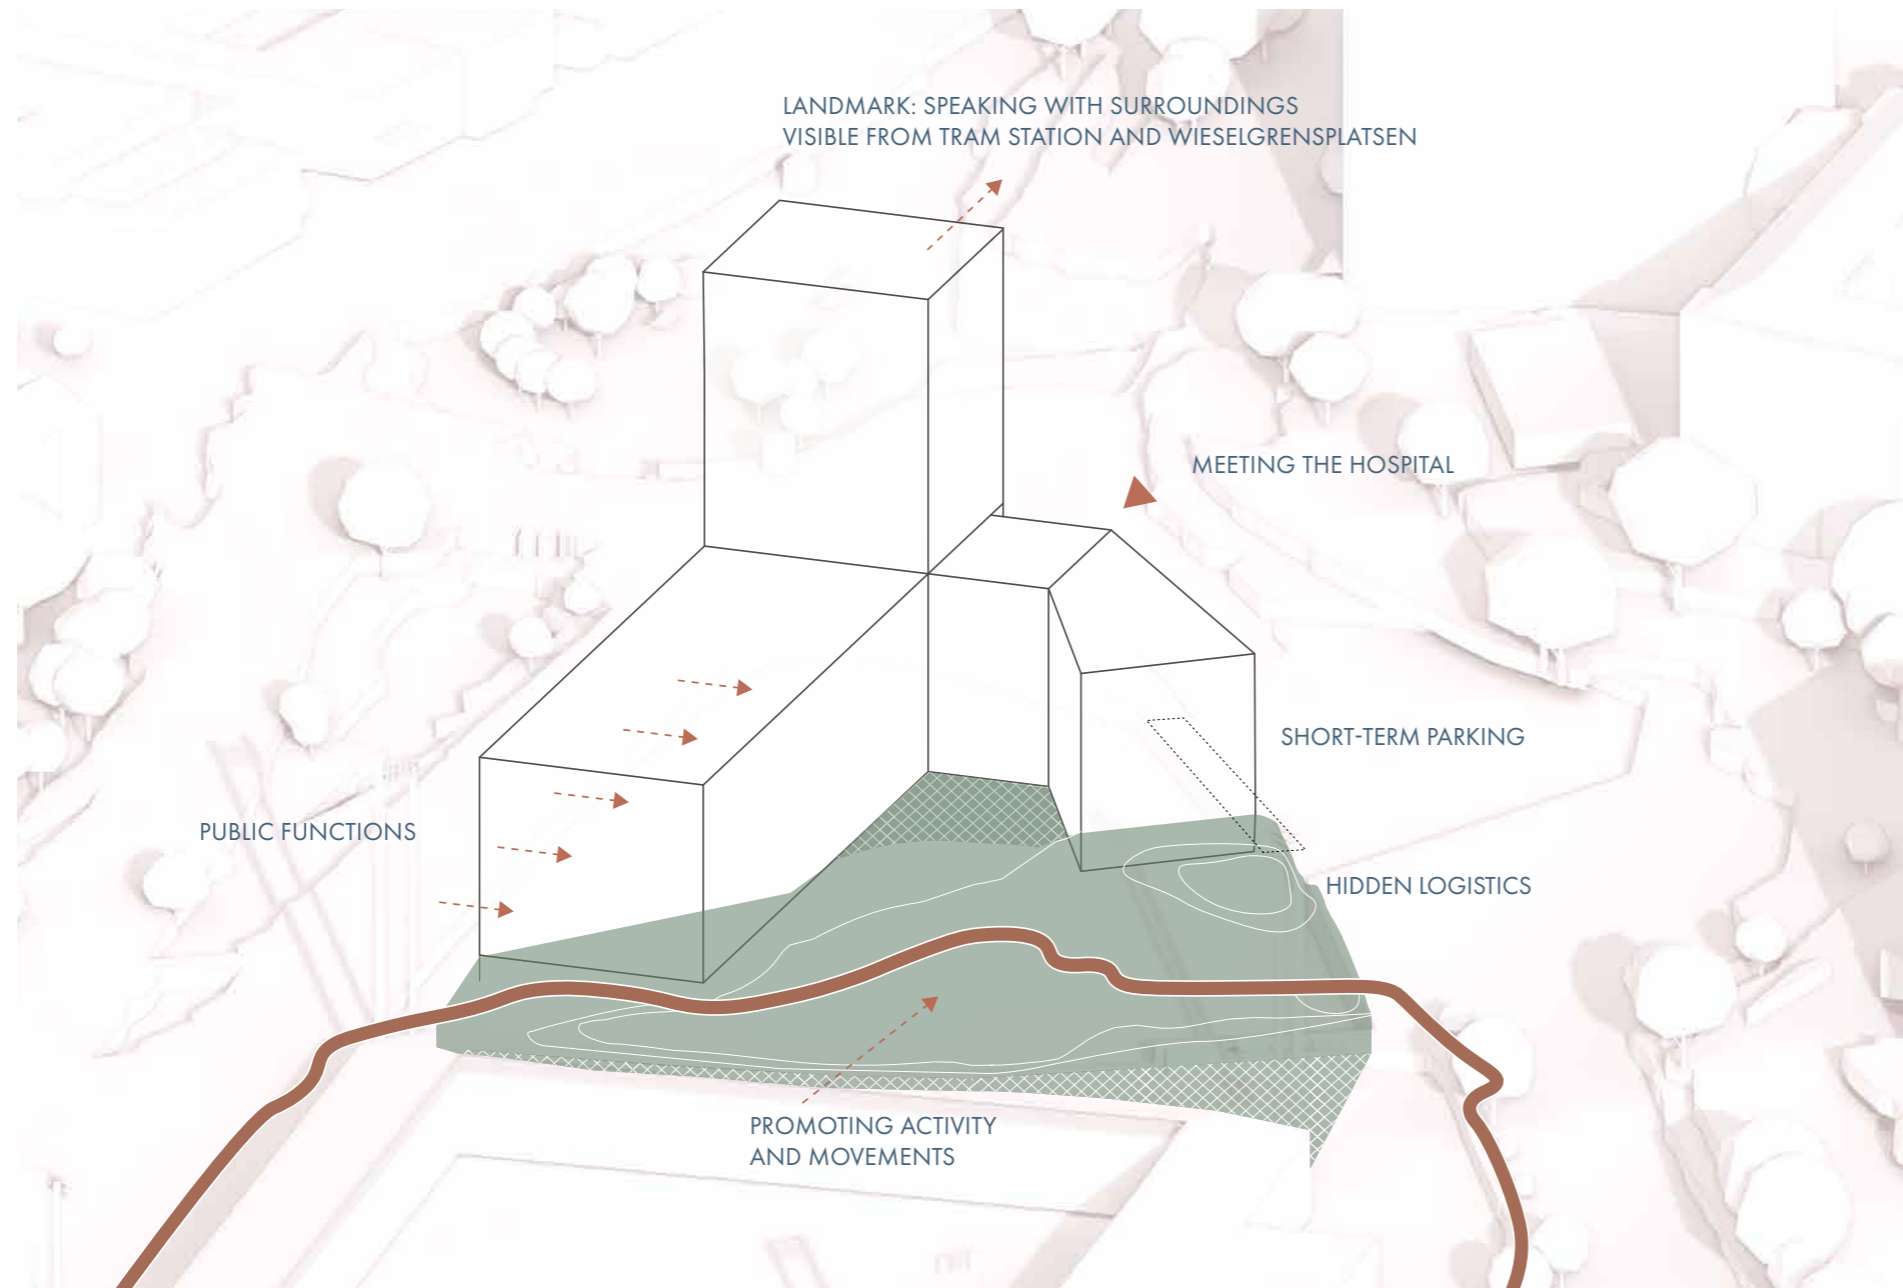 LANDMARK: SPEAKING WITH SURROUNDINGS
VISIBLE FROM TRAM STATION AND WIESELGRENSPLATSEN
MEETING THE HOSPITAL
SHORT-TERM PARKING
PUBLIC FUNCTIONS
HIDDEN LOGISTICS
PROMOTING ACTIVITY
AND MOVEMENTS